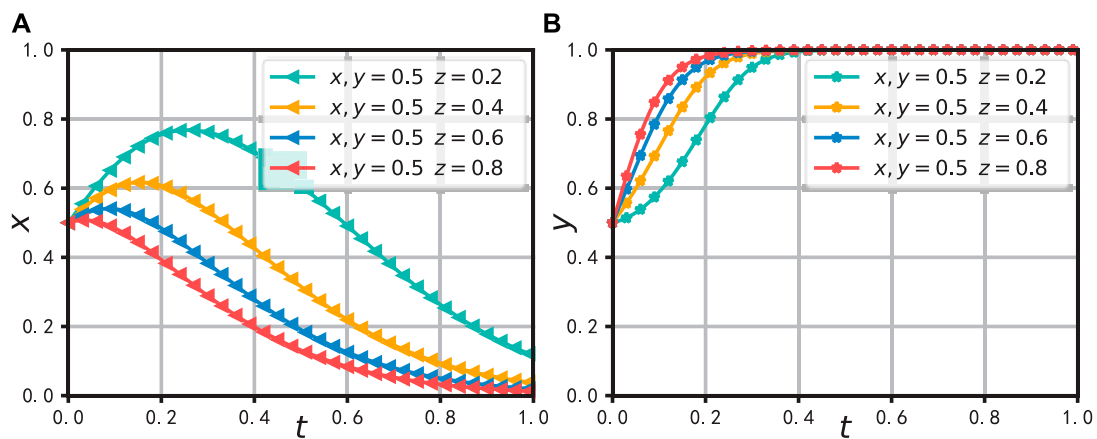 A
1.0
0.8
0.6
0.4
0.2
0.0
x
0.0 0.2 0.4 0.6 0.8 1.0
t
x, y = 0.5 z = 0.2
x, y = 0.5 z = 0.4
x, y = 0.5 z = 0.6
x, y = 0.5 z = 0.8
B
1.0
0.8
0.6
0.4
0.2
0.0
y
0.0 0.2 0.4 0.6 0.8 1.0
t
x, y = 0.5 z = 0.2
x, y = 0.5 z = 0.4
x, y = 0.5 z = 0.6
x, y = 0.5 z = 0.8